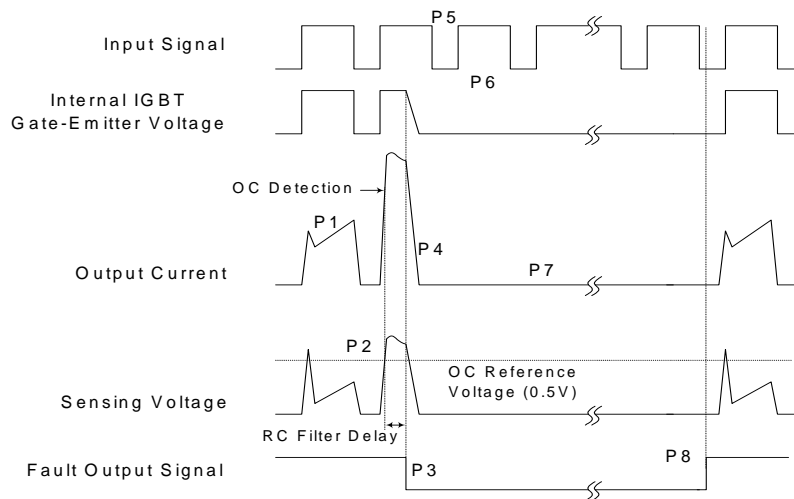 P5
Input Signal
P6
Internal IGBT
Gate-Emitter Voltage
OC Detection
P1
P4
P7
Output Current
P2
OC Reference
Voltage (0.5V)
Sensing Voltage
RC Filter Delay
P3
P8
Fault Output Signal